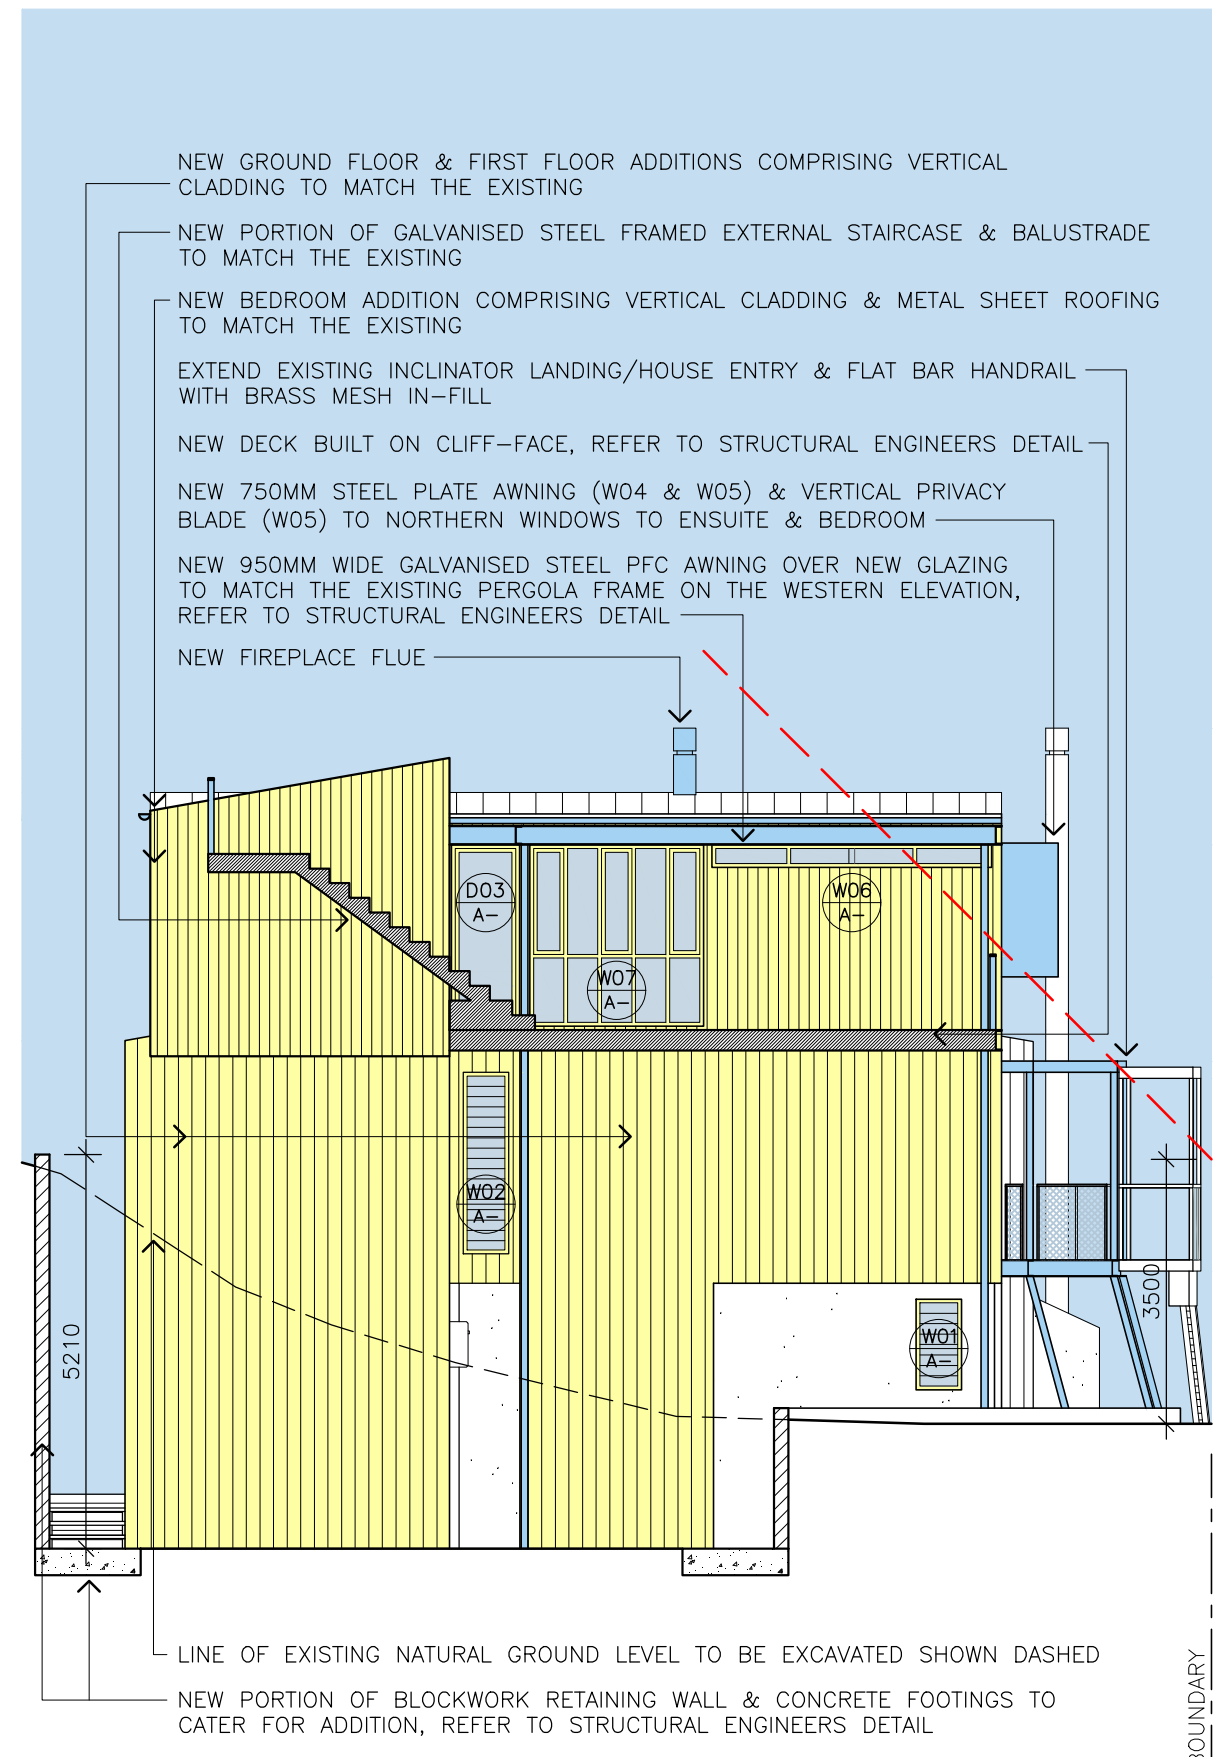 NEW GROUND FLOOR & FIRST FLOOR ADDITIONS COMPRISING VERTICAL
CLADDING TO MATCH THE EXISTING
NEW PORTION OF GALVANISED STEEL FRAMED EXTERNAL STAIRCASE & BALUSTRADE
TO MATCH THE EXISTING
NEW BEDROOM ADDITION COMPRISING VERTICAL CLADDING & METAL SHEET ROOFING
TO MATCH THE EXISTING
EXTEND EXISTING INCLINATOR LANDING/HOUSE ENTRY & FLAT BAR HANDRAIL
WITH BRASS MESH IN-FILL
NEW DECK BUILT ON CLIFF-FACE, REFER TO STRUCTURAL ENGINEERS DETAIL
NEW 750MM STEEL PLATE AWNING (W04 & W05) & VERTICAL PRIVACY
BLADE (W05) TO NORTHERN WINDOWS TO ENSUITE & BEDROOM
NEW 950MM WIDE GALVANISED STEEL PFC AWNING OVER NEW GLAZING
TO MATCH THE EXISTING PERGOLA FRAME ON THE WESTERN ELEVATION,
REFER TO STRUCTURAL ENGINEERS DETAIL
NEW FIREPLACE FLUE
D03
A-
W06
A-
W07
A-
W02
A-
W01
A-
5210
3500
LINE OF EXISTING NATURAL GROUND LEVEL TO BE EXCAVATED SHOWN DASHED
NEW PORTION OF BLOCKWORK RETAINING WALL & CONCRETE FOOTINGS TO
CATER FOR ADDITION, REFER TO STRUCTURAL ENGINEERS DETAIL
BOUNDARY